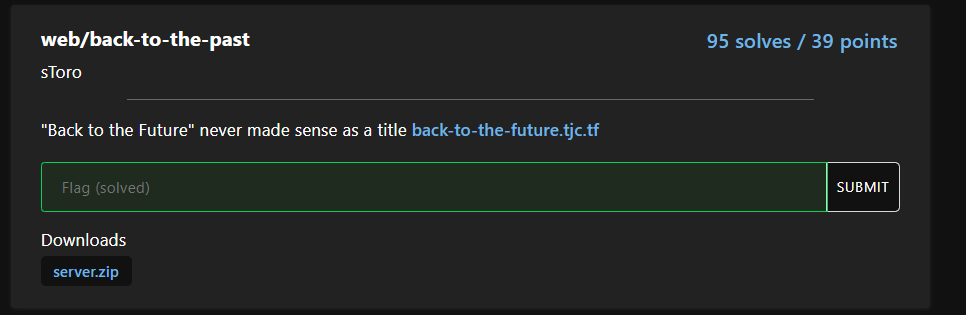 web/back-to-the-past
95 solves / 39 points
sToro
"Back to the Future" never made sense as a title back-to-the-future.tjc.tf
Flag (solved)
SUBMIT
Downloads
server.zip